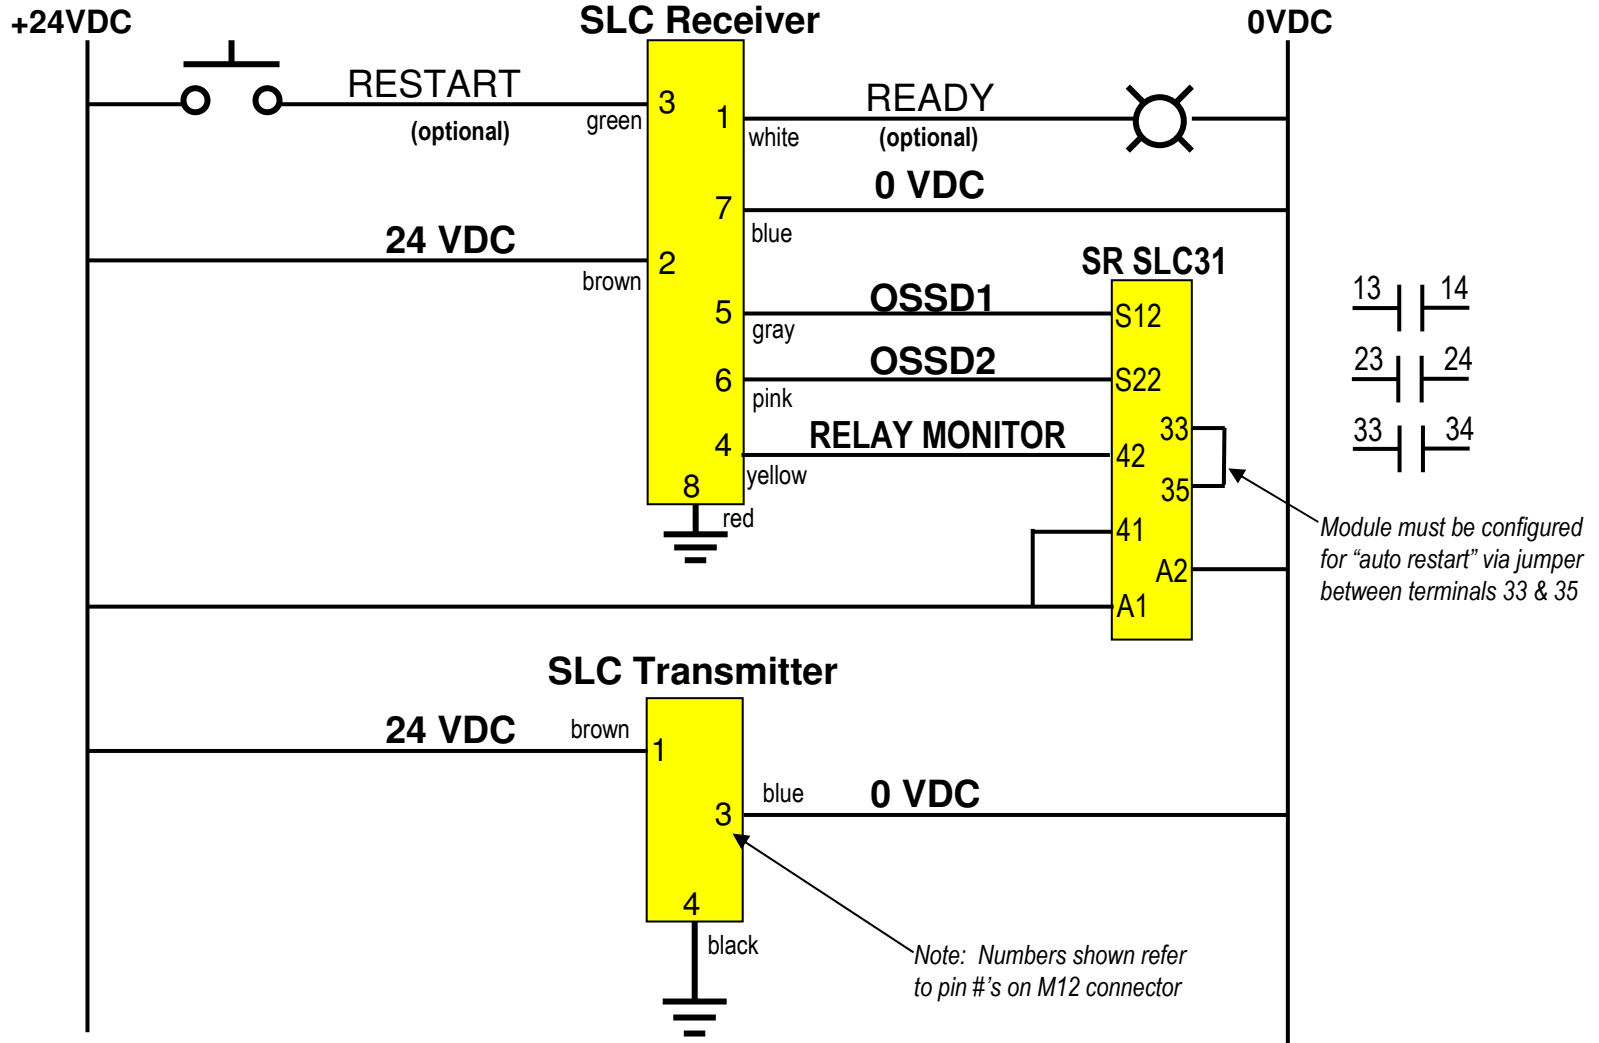 +24VDC
SLC Receiver
0VDC
RESTART
(optional)
green
3
1
white
READY
(optional)
0 VDC
7
blue
24 VDC
brown
2
SR SLC31
5
gray
OSSD1
S12
13 14
6
pink
OSSD2
S22
23 24
4
yellow
RELAY MONITOR
42
33
35
33 34
8
red
41
A2
A1
Module must be configured
for “auto restart” via jumper
between terminals 33 & 35
SLC Transmitter
24 VDC
brown
1
3
blue
0 VDC
4
black
Note: Numbers shown refer
to pin #'s on M12 connector